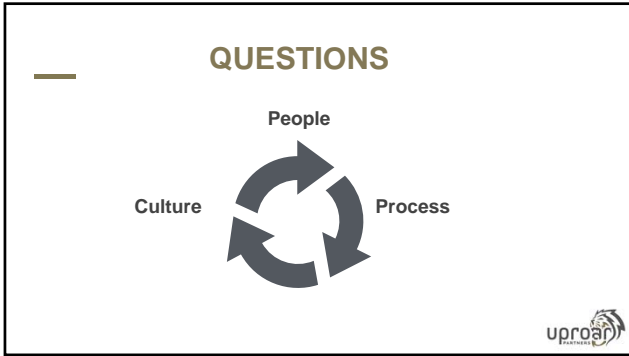 QUESTIONS
People
Culture
Process
uproar
PARTNERS